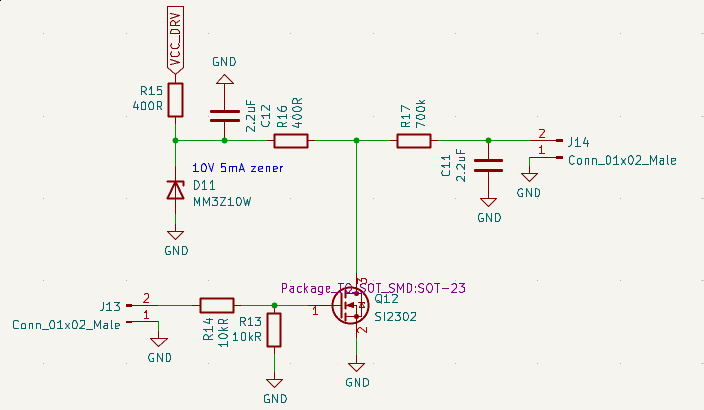 VCC_DRV
GND
R15
400R
2.2uF
C12
R16
400R
R17
700k
2
J14
1
Conn_01x02_Male
C11
2.2uF
GND
GND
10V 5mA zener
D11
MM3Z10W
GND
Package_TO_SOT_SMD:SOT-23
3
Q12
SI2302
1
2
J13
2
1
Conn_01x02_Male
R14
10kR
R13
10kR
GND
GND
GND